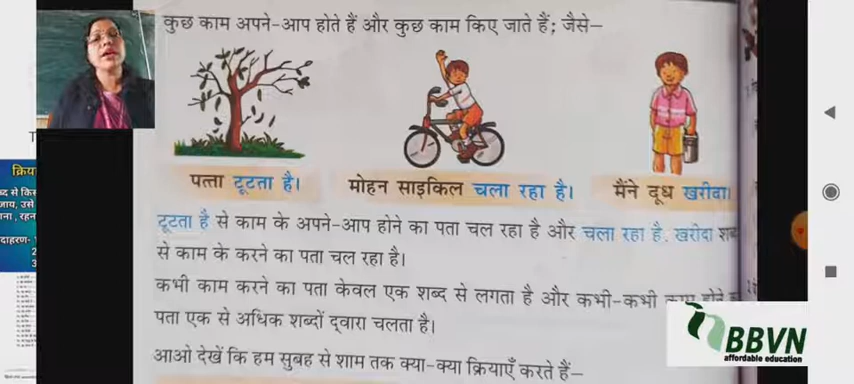 कुछ काम अपने-आप होते हैं और कुछ काम किए जाते हैं; जैसे–
पत्ता टूटता है।
मोहन साइकिल चला रहा है।
मैंने दूध खरीदा।
टूटता है से काम के अपने-आप होने का पता चल रहा है और चला रहा है, खरीदा
से काम के करने का पता चल रहा है।
कभी काम करने का पता केवल एक शब्द से लगता है और कभी-कभी काम होने
पता एक से अधिक शब्दों द्वारा चलता है।
आओ देखें कि हम सुबह से शाम तक क्या-क्या क्रियाएँ करते हैं–
BBVN
affordable education